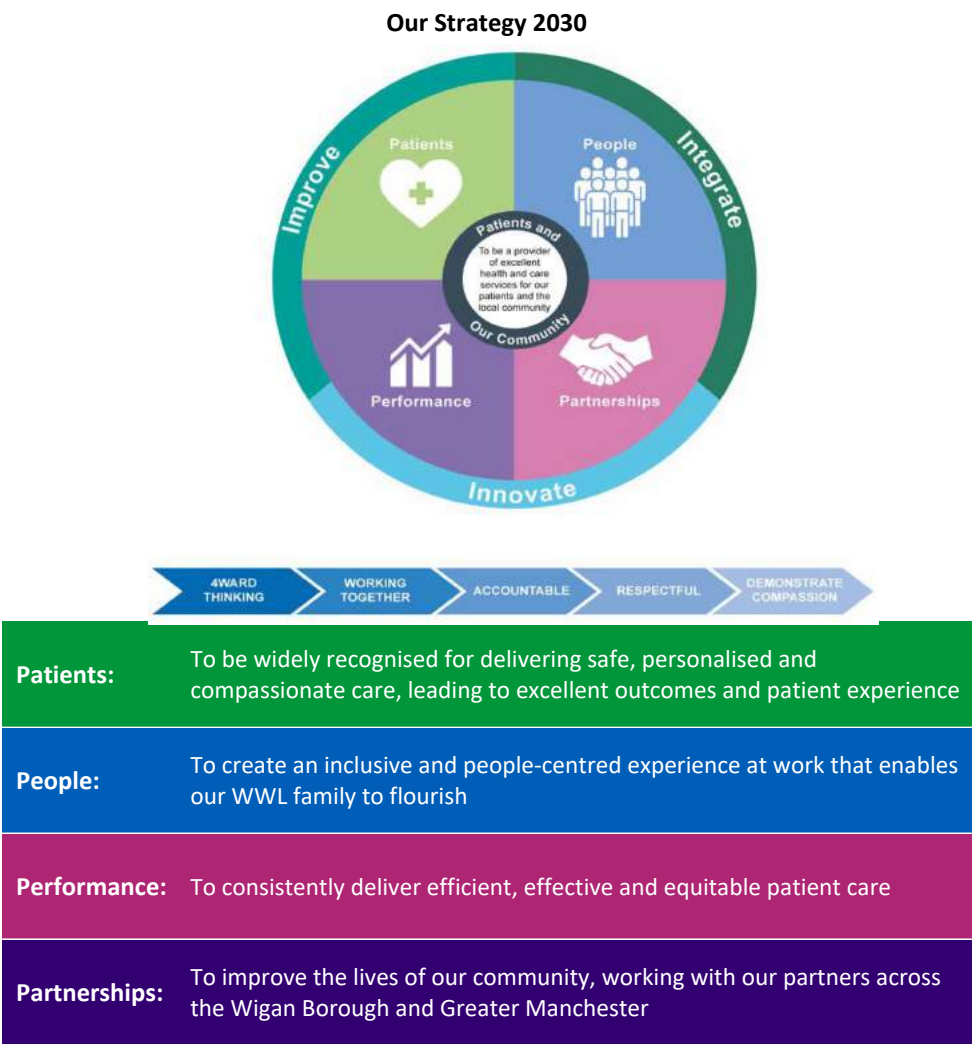 Our Strategy 2030
Improve
Integrate
Patients
People
Patients and
To be a provider
of excellent
health and care
services for our
patients and the
local community
Our Community
Performance
Partnerships
Innovate
4WARD
THINKING
WORKING
TOGETHER
ACCOUNTABLE
RESPECTFUL
DEMONSTRATE
COMPASSION
Patients:
To be widely recognised for delivering safe, personalised and
compassionate care, leading to excellent outcomes and patient experience
People:
To create an inclusive and people-centred experience at work that enables
our WWL family to flourish
Performance:
To consistently deliver efficient, effective and equitable patient care
Partnerships:
To improve the lives of our community, working with our partners across
the Wigan Borough and Greater Manchester